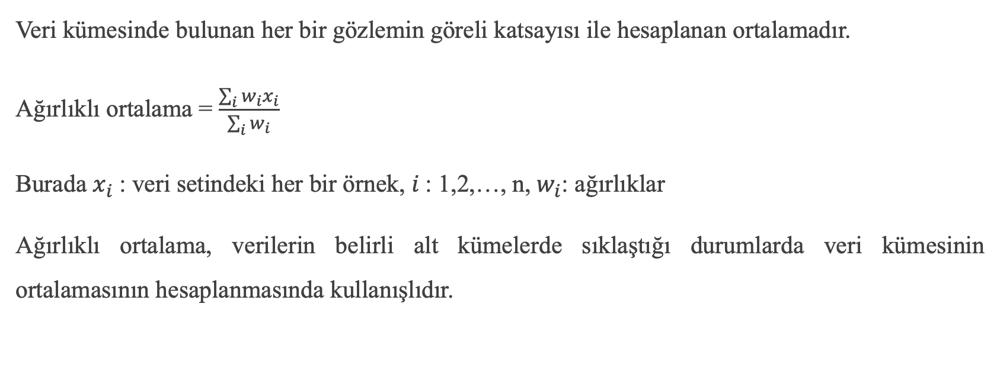 Veri kümesinde bulunan her bir gözlemin göreli katsayısı ile hesaplanan ortalamadır.
Ağırlıklı ortalama = \frac{\sum_i w_i x_i}{\sum_i w_i}
Burada x_i : veri setindeki her bir örnek, i : 1,2,…, n, w_i: ağırlıklar
Ağırlıklı ortalama, verilerin belirli alt kümelerde sıklaştığı durumlarda veri kümesinin
ortalamasının hesaplanmasında kullanışlıdır.